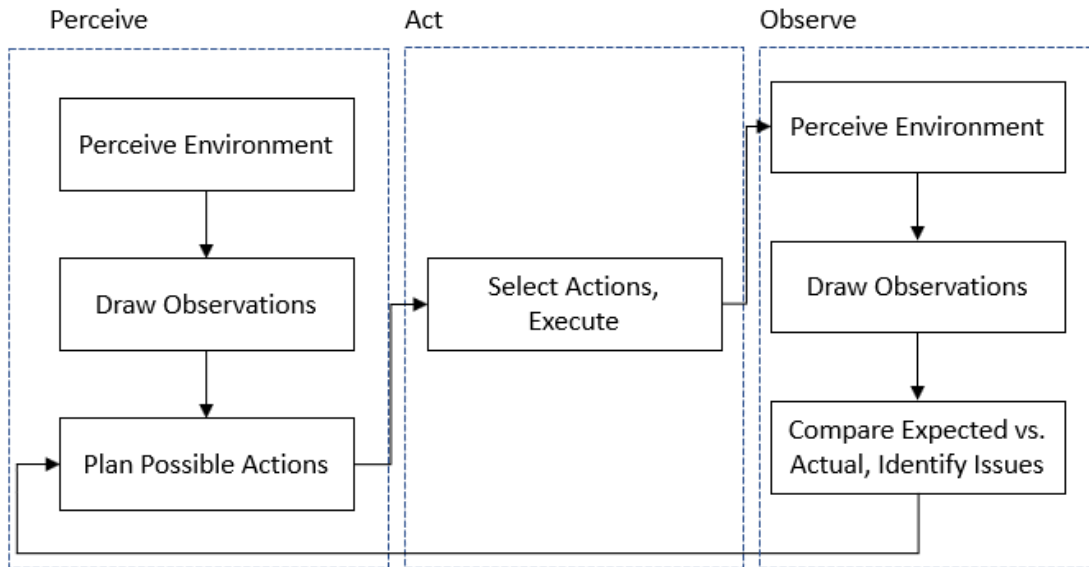 Perceive
Act
Observe
Perceive Environment
Draw Observations
Plan Possible Actions
Select Actions,
Execute
Perceive Environment
Draw Observations
Compare Expected vs.
Actual, Identify Issues